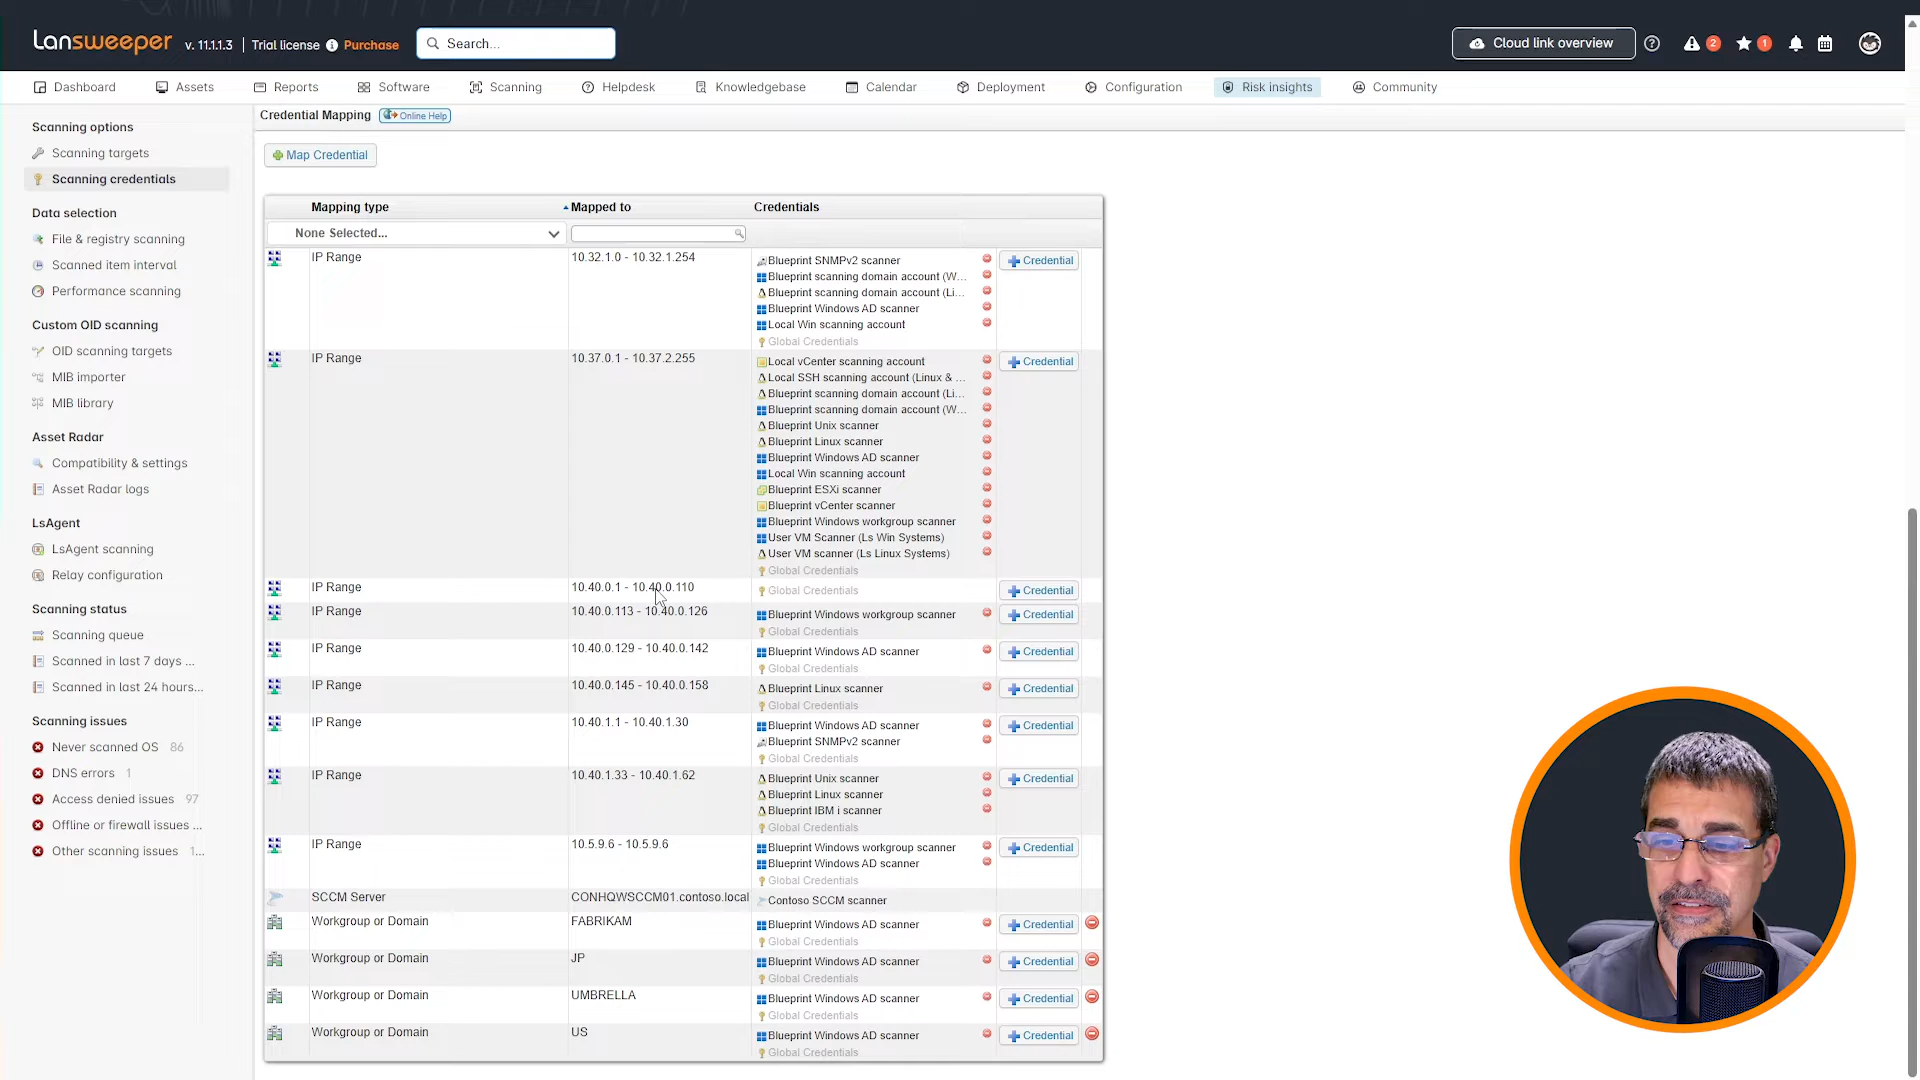 lansweeper v. 11.1.1.3 | Trial license Purchase Search... Cloud link overview 2 1
Dashboard Assets Reports Software Scanning Helpdesk Knowledgebase Calendar Deployment Configuration Risk insights Community
Scanning options
Scanning targets
Scanning credentials
Data selection
File & registry scanning
Scanned item interval
Performance scanning
Custom OID scanning
OID scanning targets
MIB importer
MIB library
Asset Radar
Compatibility & settings
Asset Radar logs
LsAgent
LsAgent scanning
Relay configuration
Scanning status
Scanning queue
Scanned in last 7 days ...
Scanned in last 24 hours...
Scanning issues
Never scanned OS 86
DNS errors 1
Access denied issues 97
Offline or firewall issues ...
Other scanning issues 1...
Credential Mapping Online Help
Map Credential
Mapping type Mapped to Credentials
None Selected...
IP Range 10.32.1.0 - 10.32.1.254 Blueprint SNMPv2 scanner Credential
Blueprint scanning domain account (W...
Blueprint scanning domain account (Li...
Blueprint Windows AD scanner
Local Win scanning account
Global Credentials
IP Range 10.37.0.1 - 10.37.2.255 Local vCenter scanning account Credential
Local SSH scanning account (Linux & ...
Blueprint scanning domain account (Li...
Blueprint scanning domain account (W...
Blueprint Unix scanner
Blueprint Linux scanner
Blueprint Windows AD scanner
Local Win scanning account
Blueprint ESXi scanner
Blueprint vCenter scanner
Blueprint Windows workgroup scanner
User VM Scanner (Ls Win Systems)
User VM scanner (Ls Linux Systems)
Global Credentials
IP Range 10.40.0.1 - 10.40.0.110 Global Credentials Credential
IP Range 10.40.0.113 - 10.40.0.126 Blueprint Windows workgroup scanner Credential
Global Credentials
IP Range 10.40.0.129 - 10.40.0.142 Blueprint Windows AD scanner Credential
Global Credentials
IP Range 10.40.0.145 - 10.40.0.158 Blueprint Linux scanner Credential
Global Credentials
IP Range 10.40.1.1 - 10.40.1.30 Blueprint Windows AD scanner Credential
Blueprint SNMPv2 scanner
Global Credentials
IP Range 10.40.1.33 - 10.40.1.62 Blueprint Unix scanner Credential
Blueprint Linux scanner
Blueprint IBM i scanner
Global Credentials
IP Range 10.5.9.6 - 10.5.9.6 Blueprint Windows workgroup scanner Credential
Blueprint Windows AD scanner
Global Credentials
SCCM Server CONHQWSCCM01.contoso.local Contoso SCCM scanner
Workgroup or Domain FABRIKAM Blueprint Windows AD scanner Credential
Global Credentials
Workgroup or Domain JP Blueprint Windows AD scanner Credential
Global Credentials
Workgroup or Domain UMBRELLA Blueprint Windows AD scanner Credential
Global Credentials
Workgroup or Domain US Blueprint Windows AD scanner Credential
Global Credentials